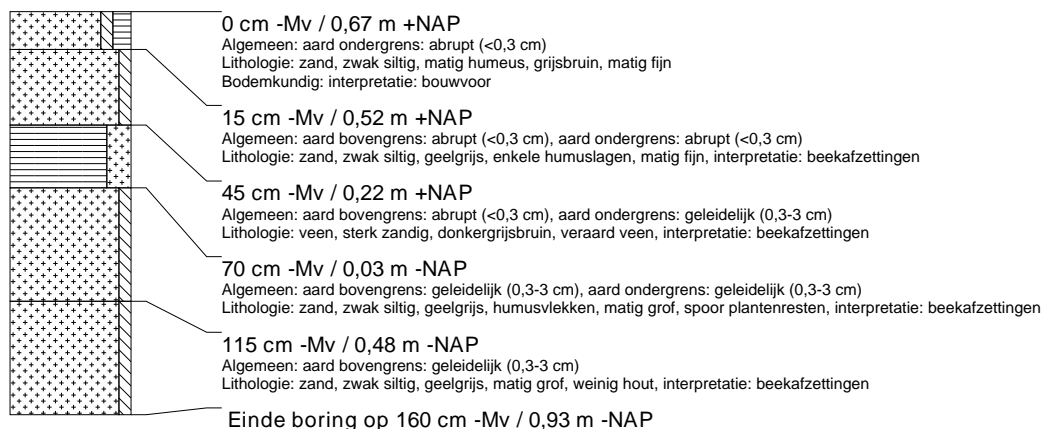 0 cm -Mv / 0,67 m +NAP
Algemeen: aard ondergrens: abrupt (<0,3 cm)
Lithologie: zand, zwak siltig, matig humeus, grijsbruin, matig fijn
Bodemkundig: interpretatie: bouwvoor
15 cm -Mv / 0,52 m +NAP
Algemeen: aard bovengrens: abrupt (<0,3 cm), aard ondergrens: abrupt (<0,3 cm)
Lithologie: zand, zwak siltig, geelgrijs, enkele humuslagen, matig fijn, interpretatie: beekafzettingen
45 cm -Mv / 0,22 m +NAP
Algemeen: aard bovengrens: abrupt (<0,3 cm), aard ondergrens: geleidelijk (0,3-3 cm)
Lithologie: veen, sterk zandig, donkergrijsbruin, veraard veen, interpretatie: beekafzettingen
70 cm -Mv / 0,03 m -NAP
Algemeen: aard bovengrens: geleidelijk (0,3-3 cm), aard ondergrens: geleidelijk (0,3-3 cm)
Lithologie: zand, zwak siltig, geelgrijs, humusvlekken, matig grof, spoor plantenresten, interpretatie: beekafzettingen
115 cm -Mv / 0,48 m -NAP
Algemeen: aard bovengrens: geleidelijk (0,3-3 cm)
Lithologie: zand, zwak siltig, geelgrijs, matig grof, weinig hout, interpretatie: beekafzettingen
Einde boring op 160 cm -Mv / 0,93 m -NAP